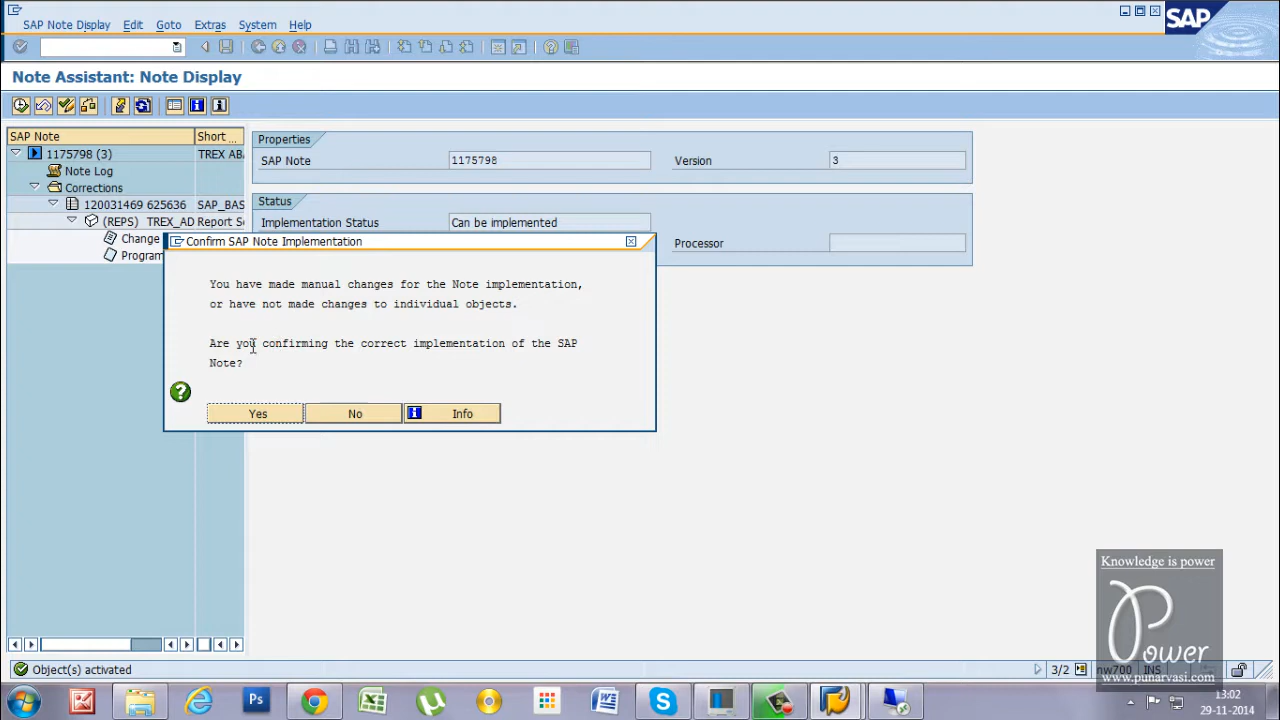 SAP Note Display Edit Goto Extras System Help
SAP
Note Assistant: Note Display
SAP Note Short ...
1175798 (3) TREX AB
Note Log
Corrections
120031469 625636 SAP_BAS
(REPS) TREX_AD Report S
Change
Program
Properties
SAP Note 1175798 Version 3
Status
Implementation Status Can be implemented
Processor
Confirm SAP Note Implementation
You have made manual changes for the Note implementation,
or have not made changes to individual objects.
Are you confirming the correct implementation of the SAP
Note?
Yes No Info
Knowledge is power
Power
www.punarvasi.com
Object(s) activated
3/2 nw700 INS
Ps
13:02
29-11-2014